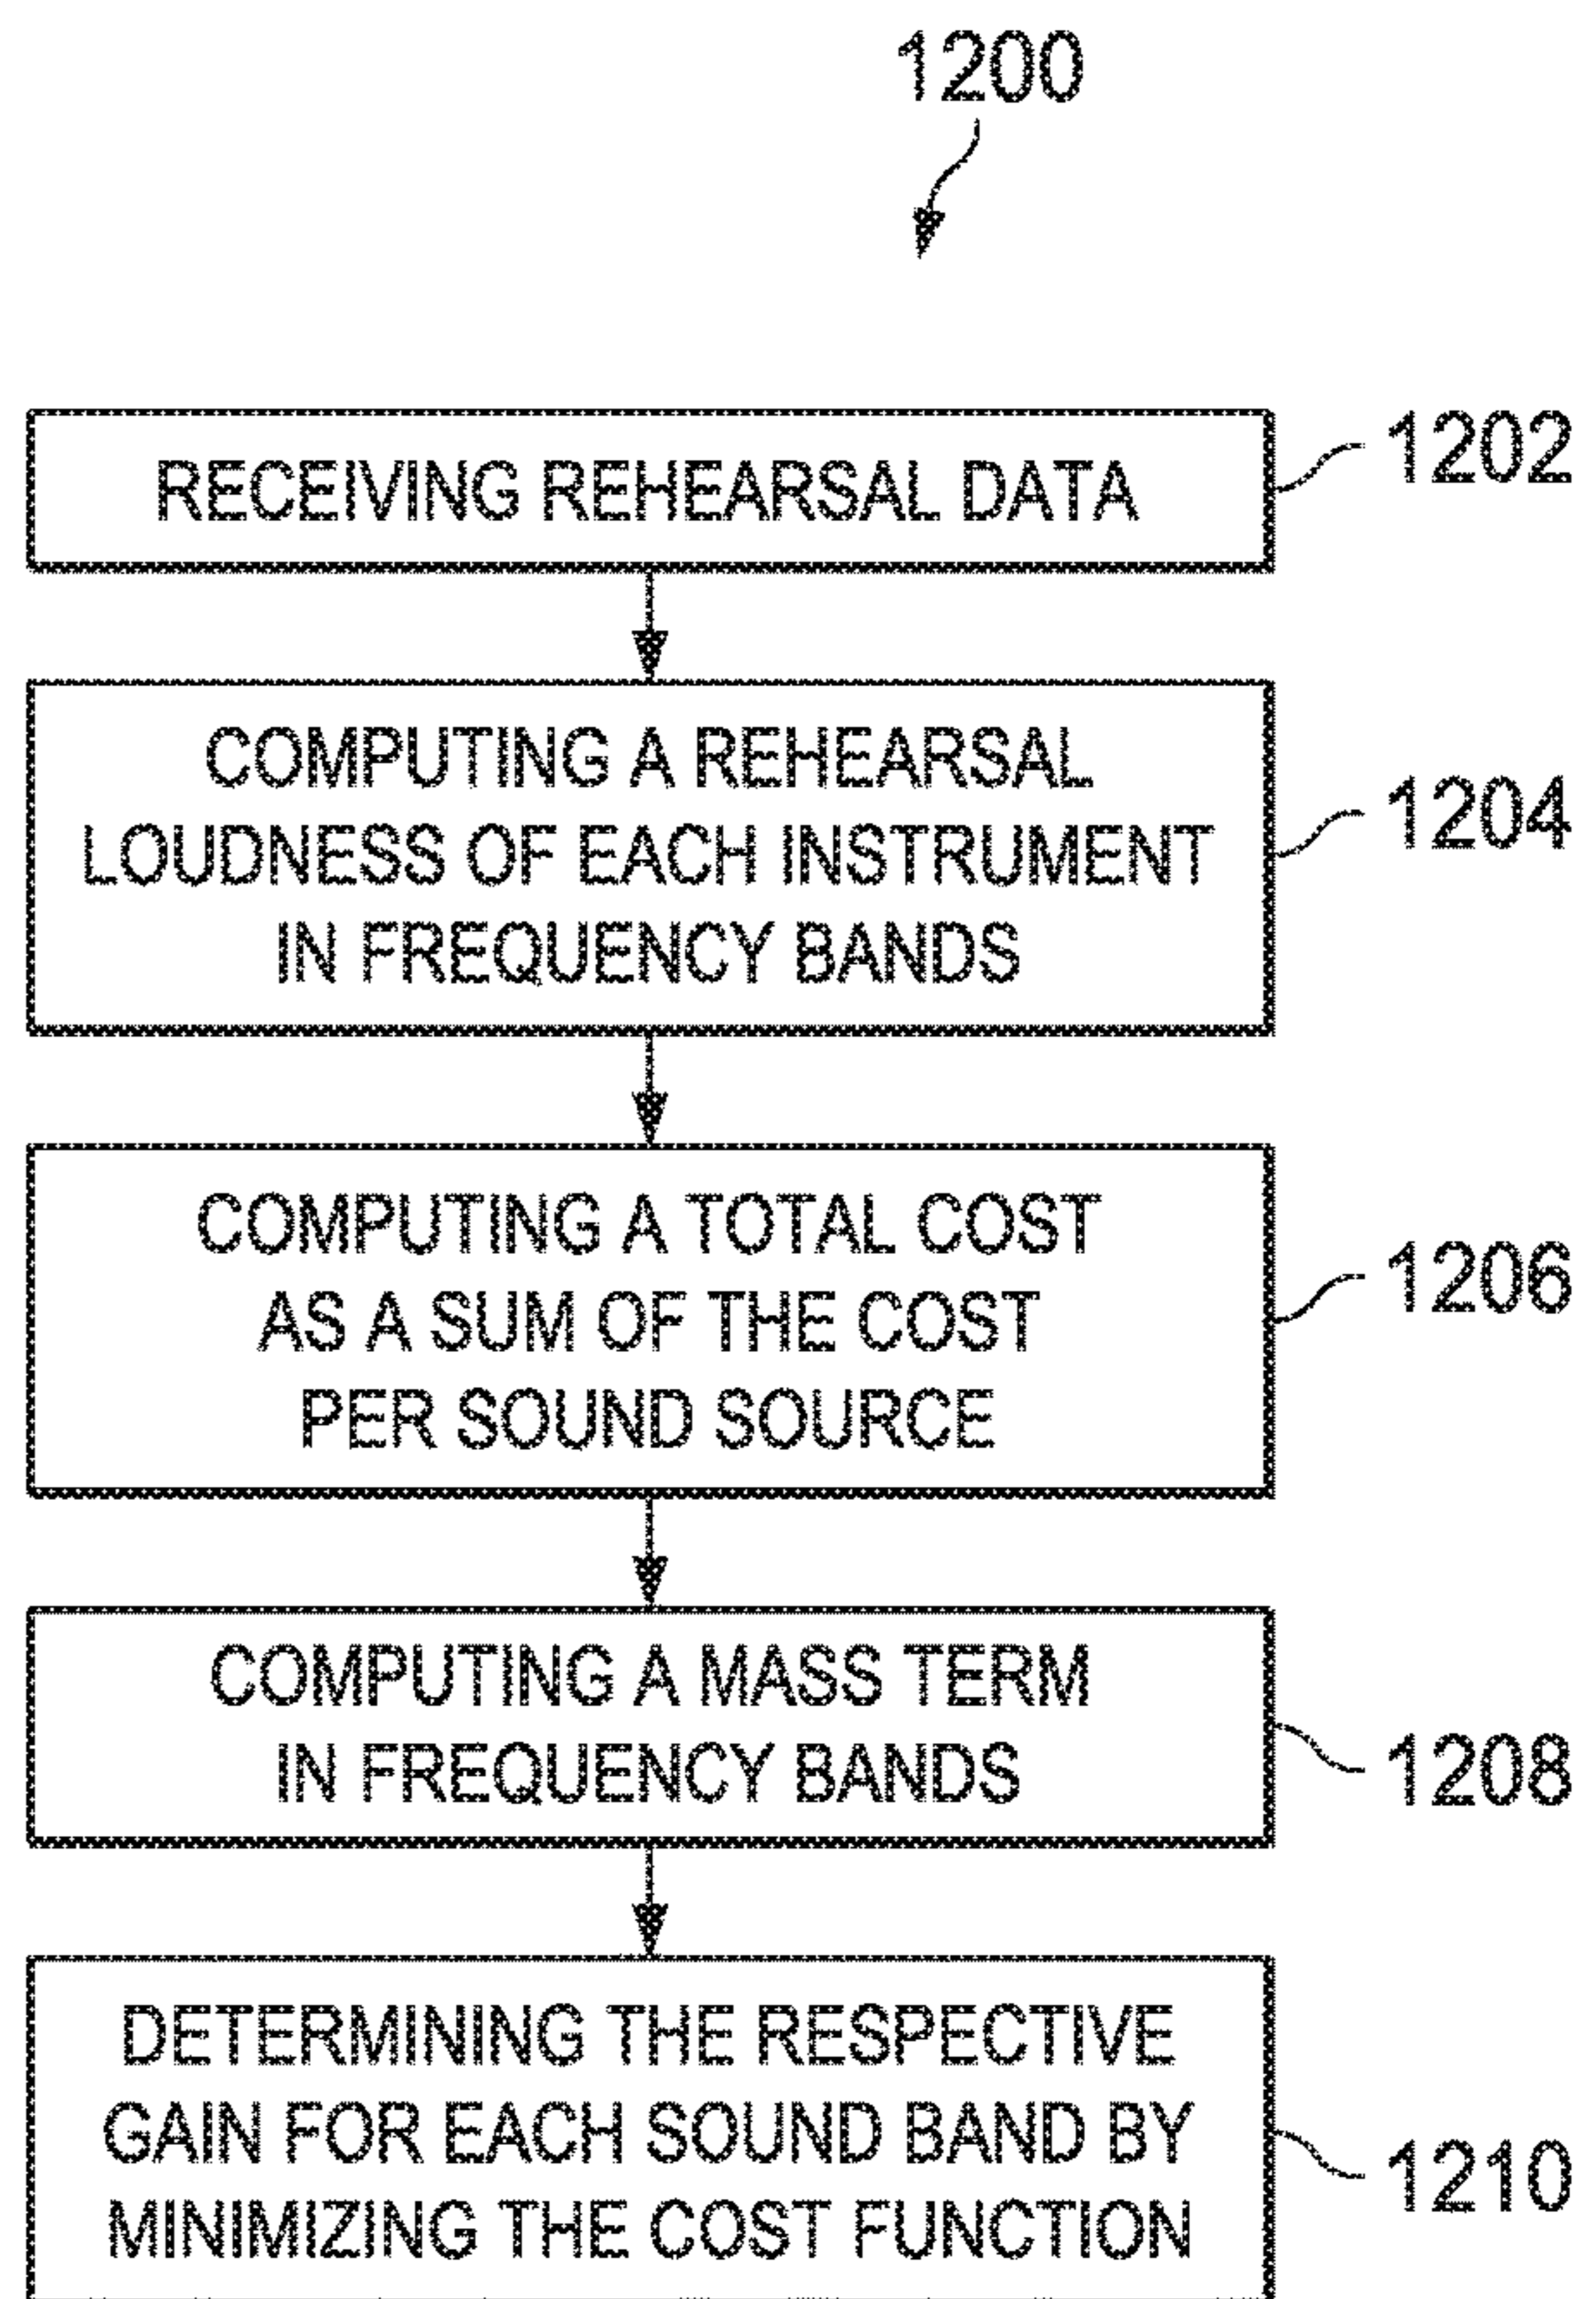 1200
RECEIVING REHEARSAL DATA
1202
COMPUTING A REHEARSAL
LOUDNESS OF EACH INSTRUMENT
IN FREQUENCY BANDS
1204
COMPUTING A TOTAL COST
AS A SUM OF THE COST
PER SOUND SOURCE
1206
COMPUTING A MASS TERM
IN FREQUENCY BANDS
1208
DETERMINING THE RESPECTIVE
GAIN FOR EACH SOUND BAND BY
MINIMIZING THE COST FUNCTION
1210